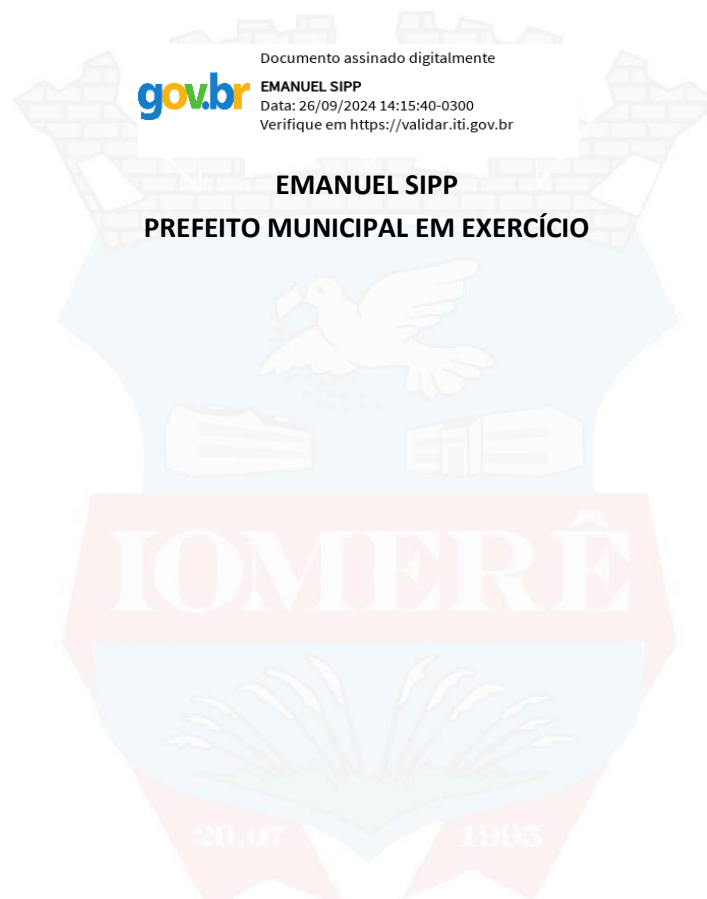 Documento assinado digitalmente
gov.br
EMANUEL SIPP
Data: 26/09/2024 14:15:40-0300
Verifique em https://validar.iti.gov.br
EMANUEL SIPP
PREFEITO MUNICIPAL EM EXERCÍCIO
IOMERÊ
20.07 1995